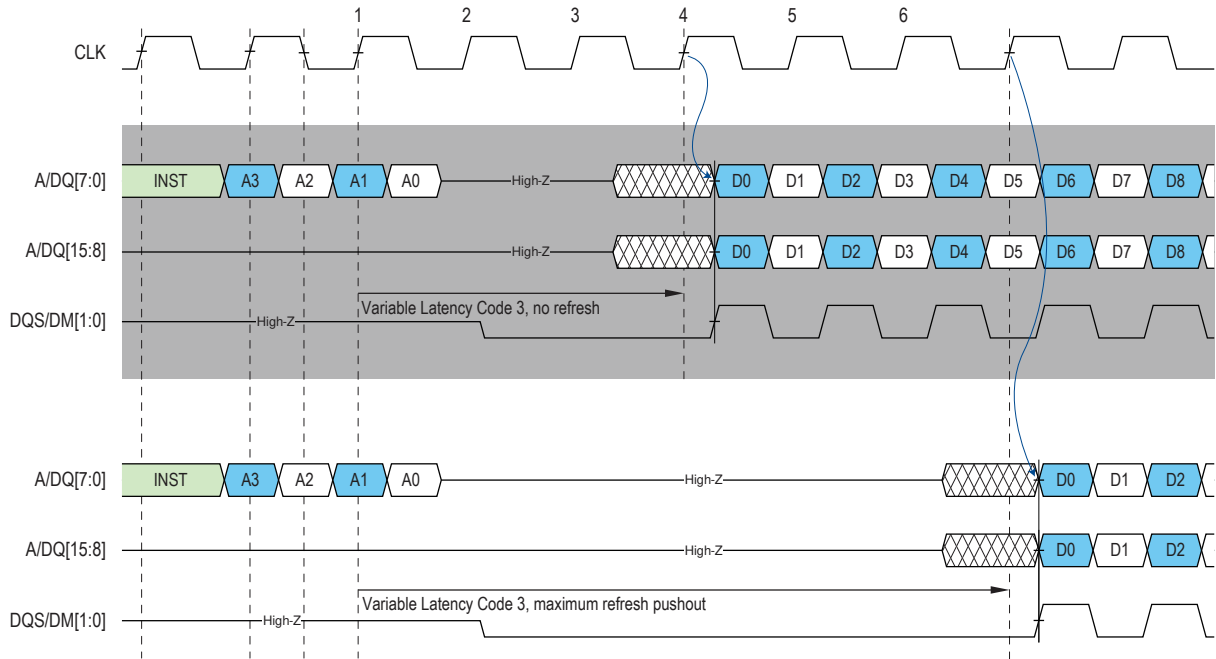 1 2 3 4 5 6
CLK
A/DQ[7:0] INST A3 A2 A1 A0 High-Z D0 D1 D2 D3 D4 D5 D6 D7 D8
A/DQ[15:8] High-Z D0 D1 D2 D3 D4 D5 D6 D7 D8
Variable Latency Code 3, no refresh
DQS/DM[1:0] High-Z
A/DQ[7:0] INST A3 A2 A1 A0 High-Z D0 D1 D2
A/DQ[15:8] High-Z D0 D1 D2
Variable Latency Code 3, maximum refresh pushout
DQS/DM[1:0] High-Z